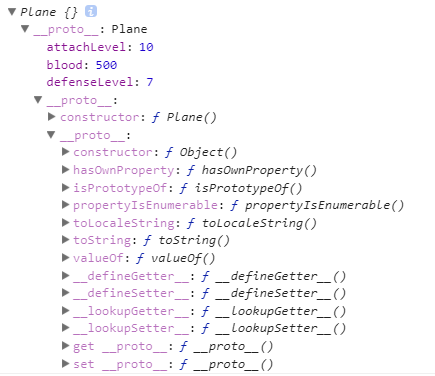 Plane {} i
__proto__: Plane
attachLevel: 10
blood: 500
defenseLevel: 7
__proto__:
constructor: ƒ Plane()
__proto__:
constructor: ƒ Object()
hasOwnProperty: ƒ hasOwnProperty()
isPrototypeOf: ƒ isPrototypeOf()
propertyIsEnumerable: ƒ propertyIsEnumerable()
toLocaleString: ƒ toLocaleString()
toString: ƒ toString()
valueOf: ƒ valueOf()
__defineGetter__: ƒ __defineGetter__()
__defineSetter__: ƒ __defineSetter__()
__lookupGetter__: ƒ __lookupGetter__()
__lookupSetter__: ƒ __lookupSetter__()
get __proto__: ƒ __proto__()
set __proto__: ƒ __proto__()